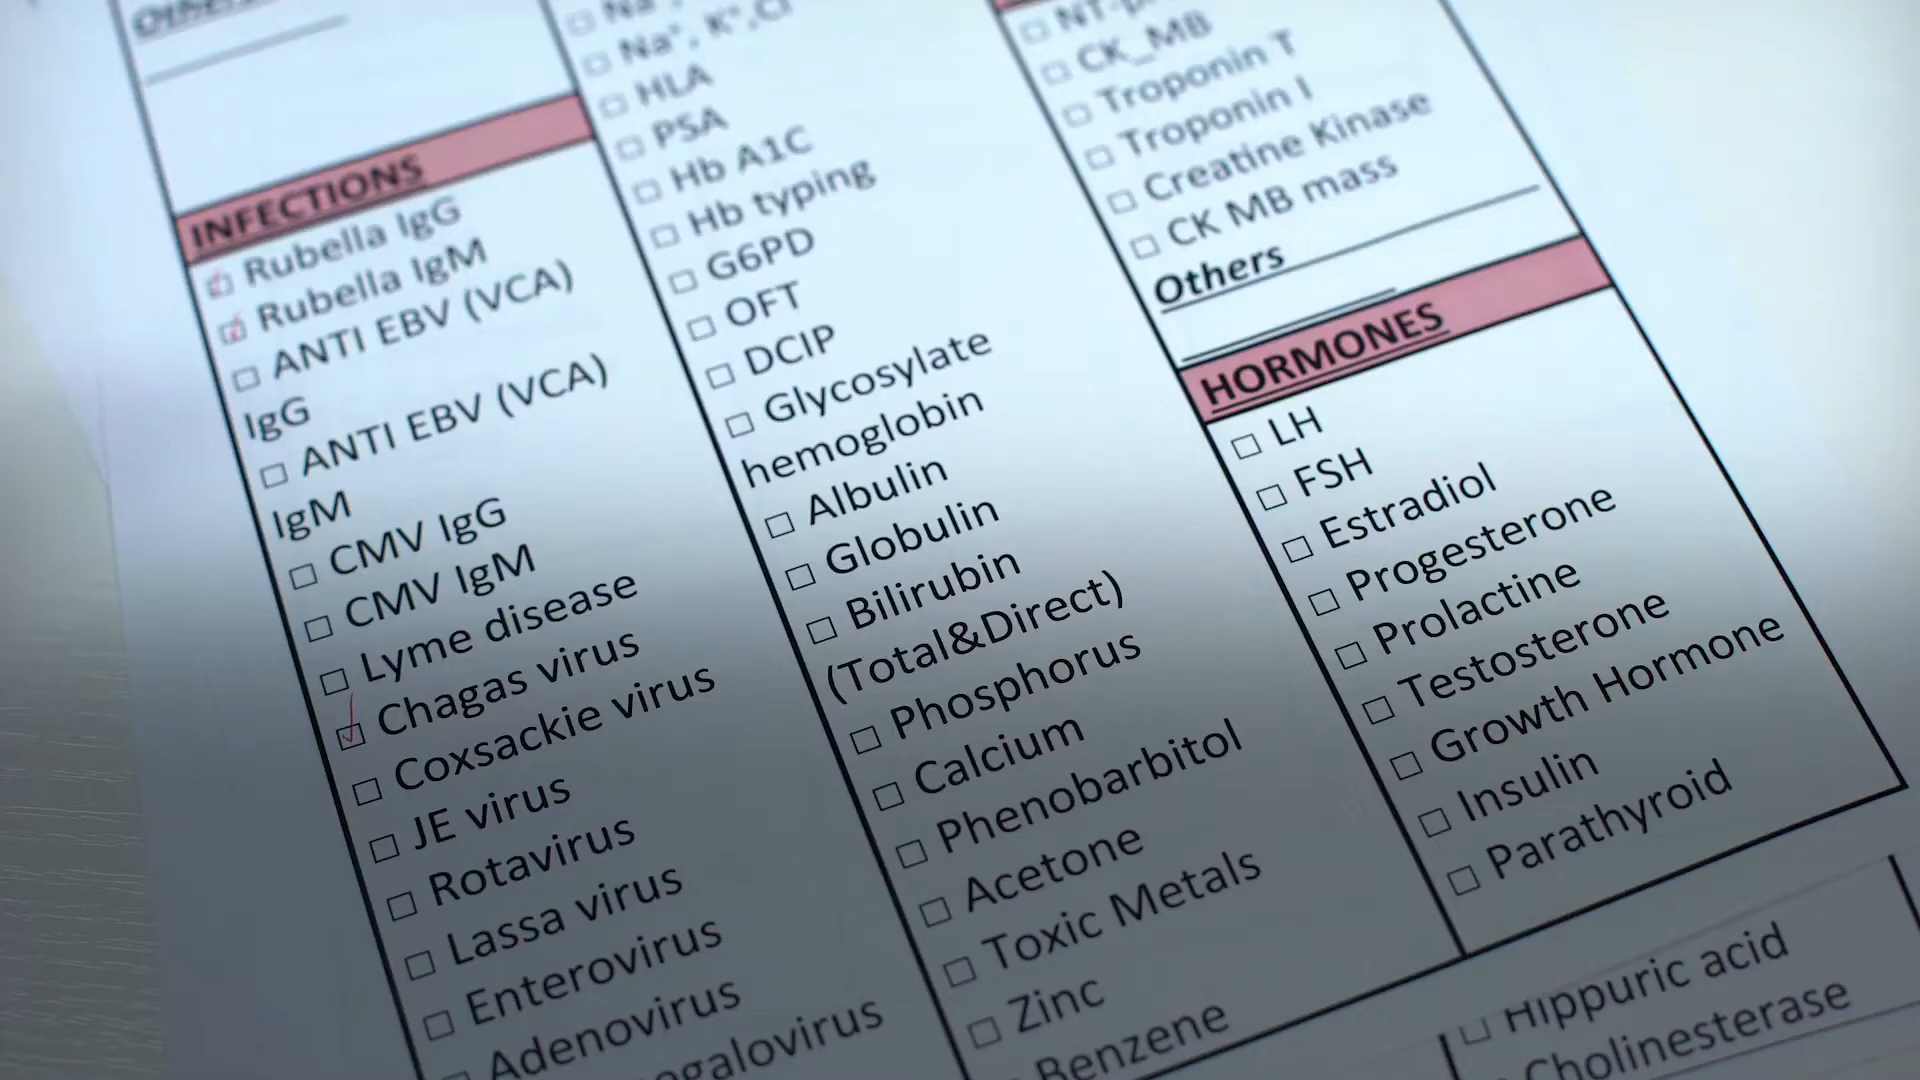 Others
INFECTIONS
Rubella IgG
Rubella IgM
ANTI EBV (VCA)
IgG
ANTI EBV (VCA)
IgM
CMV IgG
CMV IgM
Lyme disease
Chagas virus
Coxsackie virus
JE virus
Rotavirus
Lassa virus
Enterovirus
Adenovirus
egalovirus
Na⁺, K⁺,Cl
HLA
PSA
Hb A1C
Hb typing
G6PD
OFT
DCIP
Glycosylate
hemoglobin
Albulin
Globulin
Bilirubin
(Total&Direct)
Phosphorus
Calcium
Phenobarbitol
Acetone
Toxic Metals
Zinc
Benzene
CK_MB
Troponin T
Troponin I
Creatine Kinase
CK MB mass
Others
HORMONES
LH
FSH
Estradiol
Progesterone
Prolactine
Testosterone
Growth Hormone
Insulin
Parathyroid
Hippuric acid
Cholinesterase